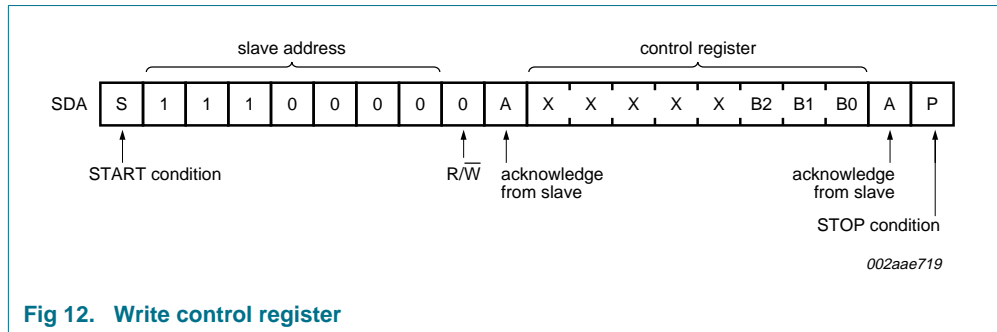 slave address control register
SDA S 1 1 1 0 0 0 0 0 A X X X X X B2 B1 B0 A P
START condition R/W̅ acknowledge from slave acknowledge from slave
STOP condition
002aae719
Fig 12. Write control register